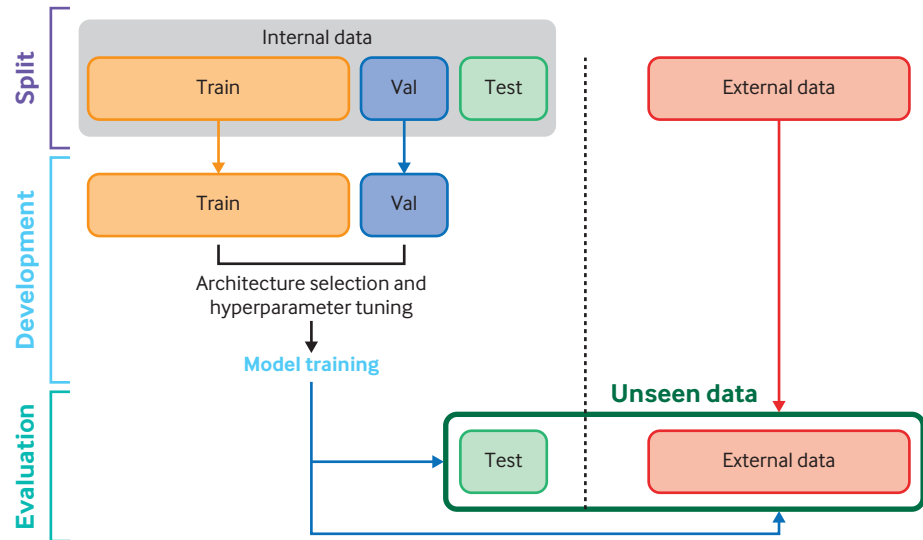 Split
Internal data
Train
Val
Test
External data
Development
Train
Val
Architecture selection and
hyperparameter tuning
Model training
Evaluation
Unseen data
Test
External data